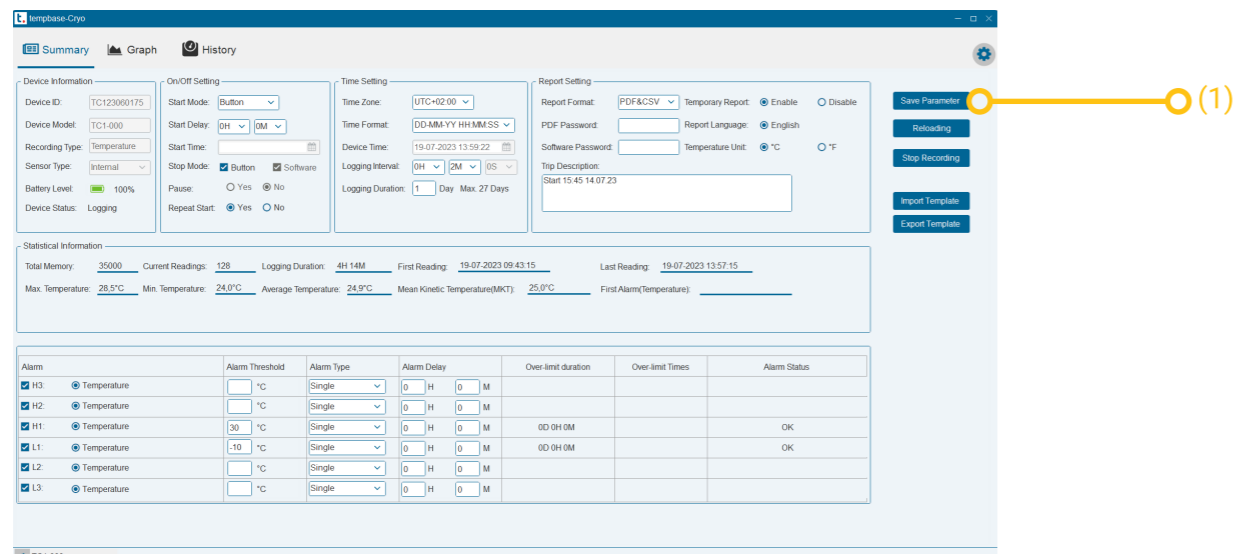 t. tempbase-Cryo
Summary Graph History
Device Information
Device ID: TC123060175
Device Model: TC1-000
Recording Type: Temperature
Sensor Type: Internal
Battery Level: 100%
Device Status: Logging
On/Off Setting
Start Mode: Button
Start Delay: 0H 0M
Start Time:
Stop Mode: Button Software
Pause: Yes No
Repeat Start: Yes No
Time Setting
Time Zone: UTC+02:00
Time Format: DD-MM-YY HH:MM:SS
Device Time: 19-07-2023 13:59:22
Logging Interval: 0H 2M 0S
Logging Duration: 1 Day Max. 27 Days
Report Setting
Report Format: PDF&CSV Temporary Report: Enable Disable
PDF Password: Report Language: English
Software Password: Temperature Unit: °C °F
Trip Description:
Start 15:45 14.07.23
Save Parameter (1)
Reloading
Stop Recording
Import Template
Export Template
Statistical Information
Total Memory: 35000 Current Readings: 128 Logging Duration: 4H 14M First Reading: 19-07-2023 09:43:15 Last Reading: 19-07-2023 13:57:15
Max. Temperature: 28,5°C Min. Temperature: 24,0°C Average Temperature: 24,9°C Mean Kinetic Temperature(MKT): 25,0°C First Alarm(Temperature):
Alarm Alarm Threshold Alarm Type Alarm Delay Over-limit duration Over-limit Times Alarm Status
H3: Temperature °C Single 0 H 0 M
H2: Temperature °C Single 0 H 0 M
H1: Temperature 30 °C Single 0 H 0 M 0D 0H 0M OK
L1: Temperature -10 °C Single 0 H 0 M 0D 0H 0M OK
L2: Temperature °C Single 0 H 0 M
L3: Temperature °C Single 0 H 0 M